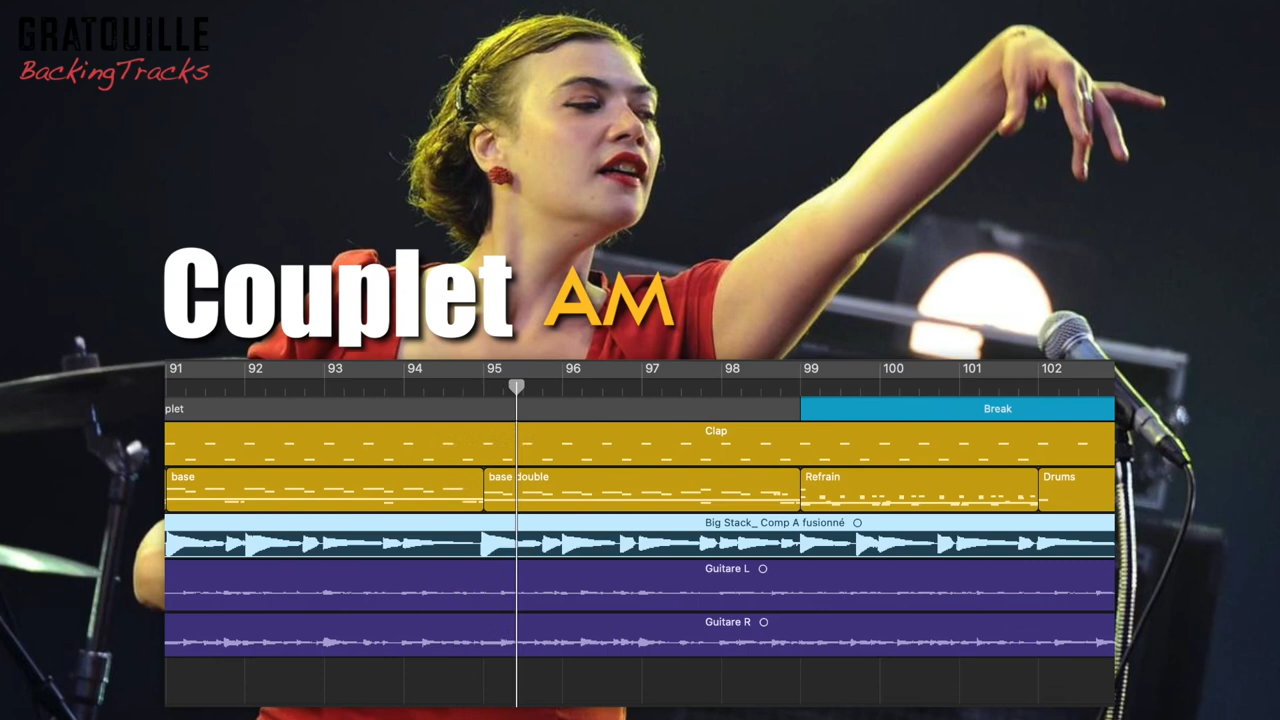 GRATOUILLE
BackingTracks
Couplet AM
91 92 93 94 95 96 97 98 99 100 101 102
plet Break
Clap
base base double Refrain Drums
Big Stack_ Comp A fusionné
Guitare L
Guitare R